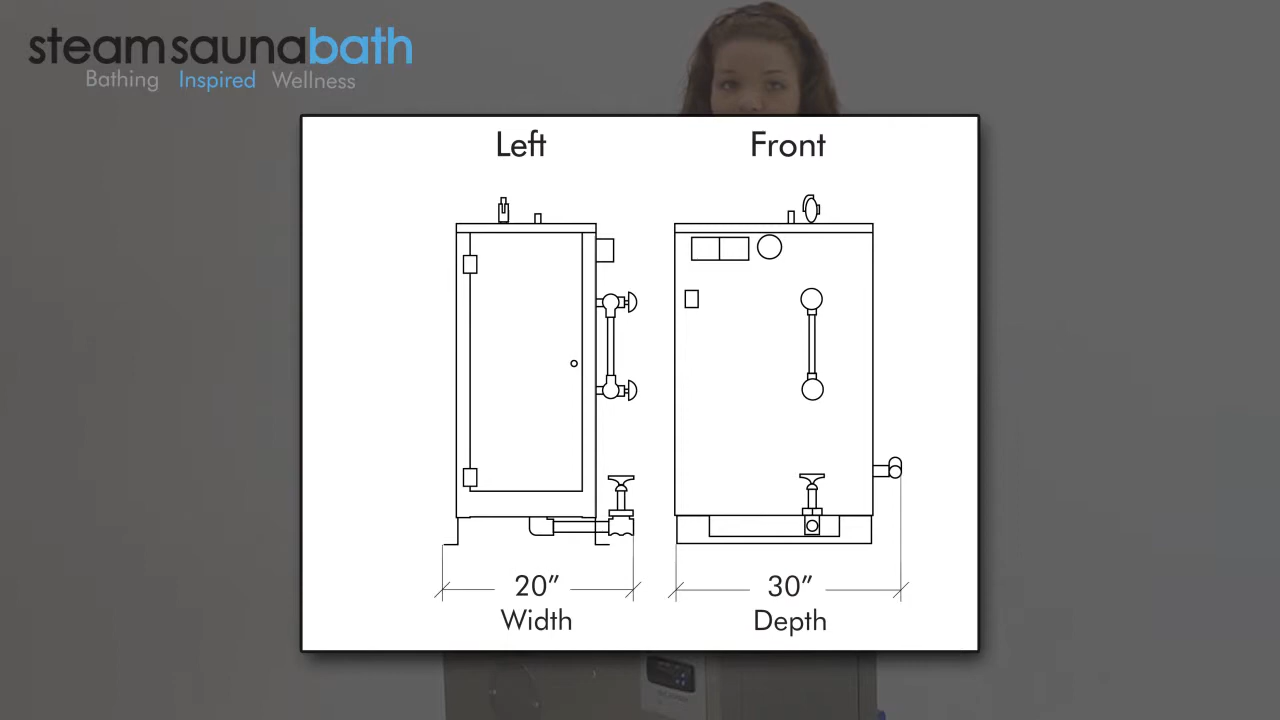 steamsaunabath
Bathing Inspired Wellness
Left Front
20” 30”
Width Depth